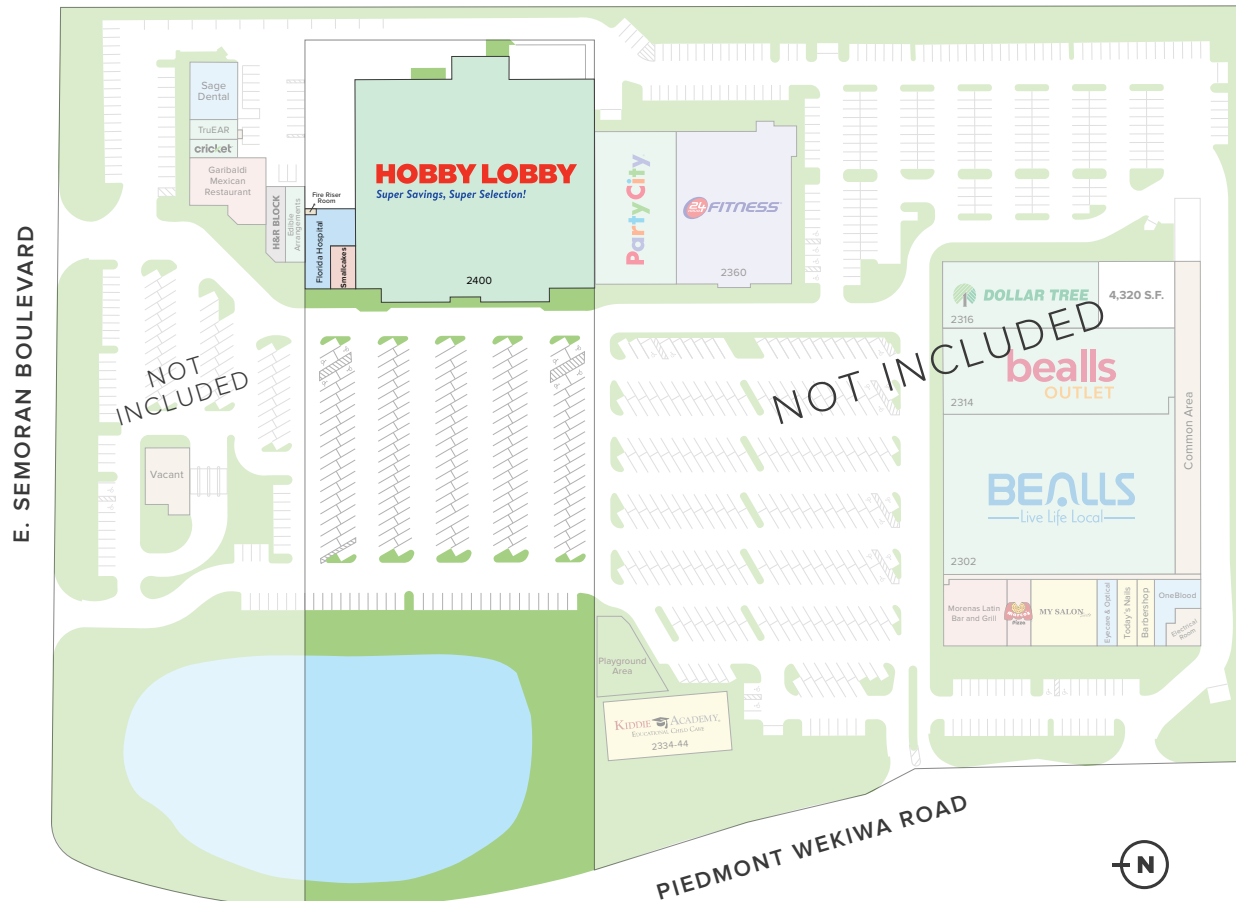 E. SEMORAN BOULEVARD
Sage
Dental
TruEAR
cricket
Garibaldi
Mexican
Restaurant
H&R BLOCK
Edible
Arrangements
Fire Riser
Room
Florida Hospital
Smallcakes
HOBBY LOBBY
Super Savings, Super Selection!
2400
PartyCity
24
FITNESS
2360
DOLLAR TREE
2316
4,320 S.F.
NOT INCLUDED
bealls
OUTLET
2314
Common Area
BEALLS
Live Life Local
2302
NOT
INCLUDED
Vacant
Morenas Latin
Bar and Grill
Pizza
MY SALON
Eyecare & Optical
Today's Nails
Barbershop
OneBlood
Electrical
Room
Playground
Area
KIDDIE ACADEMY
EDUCATIONAL CHILD CARE
2334-44
PIEDMONT WEKIWA ROAD
N